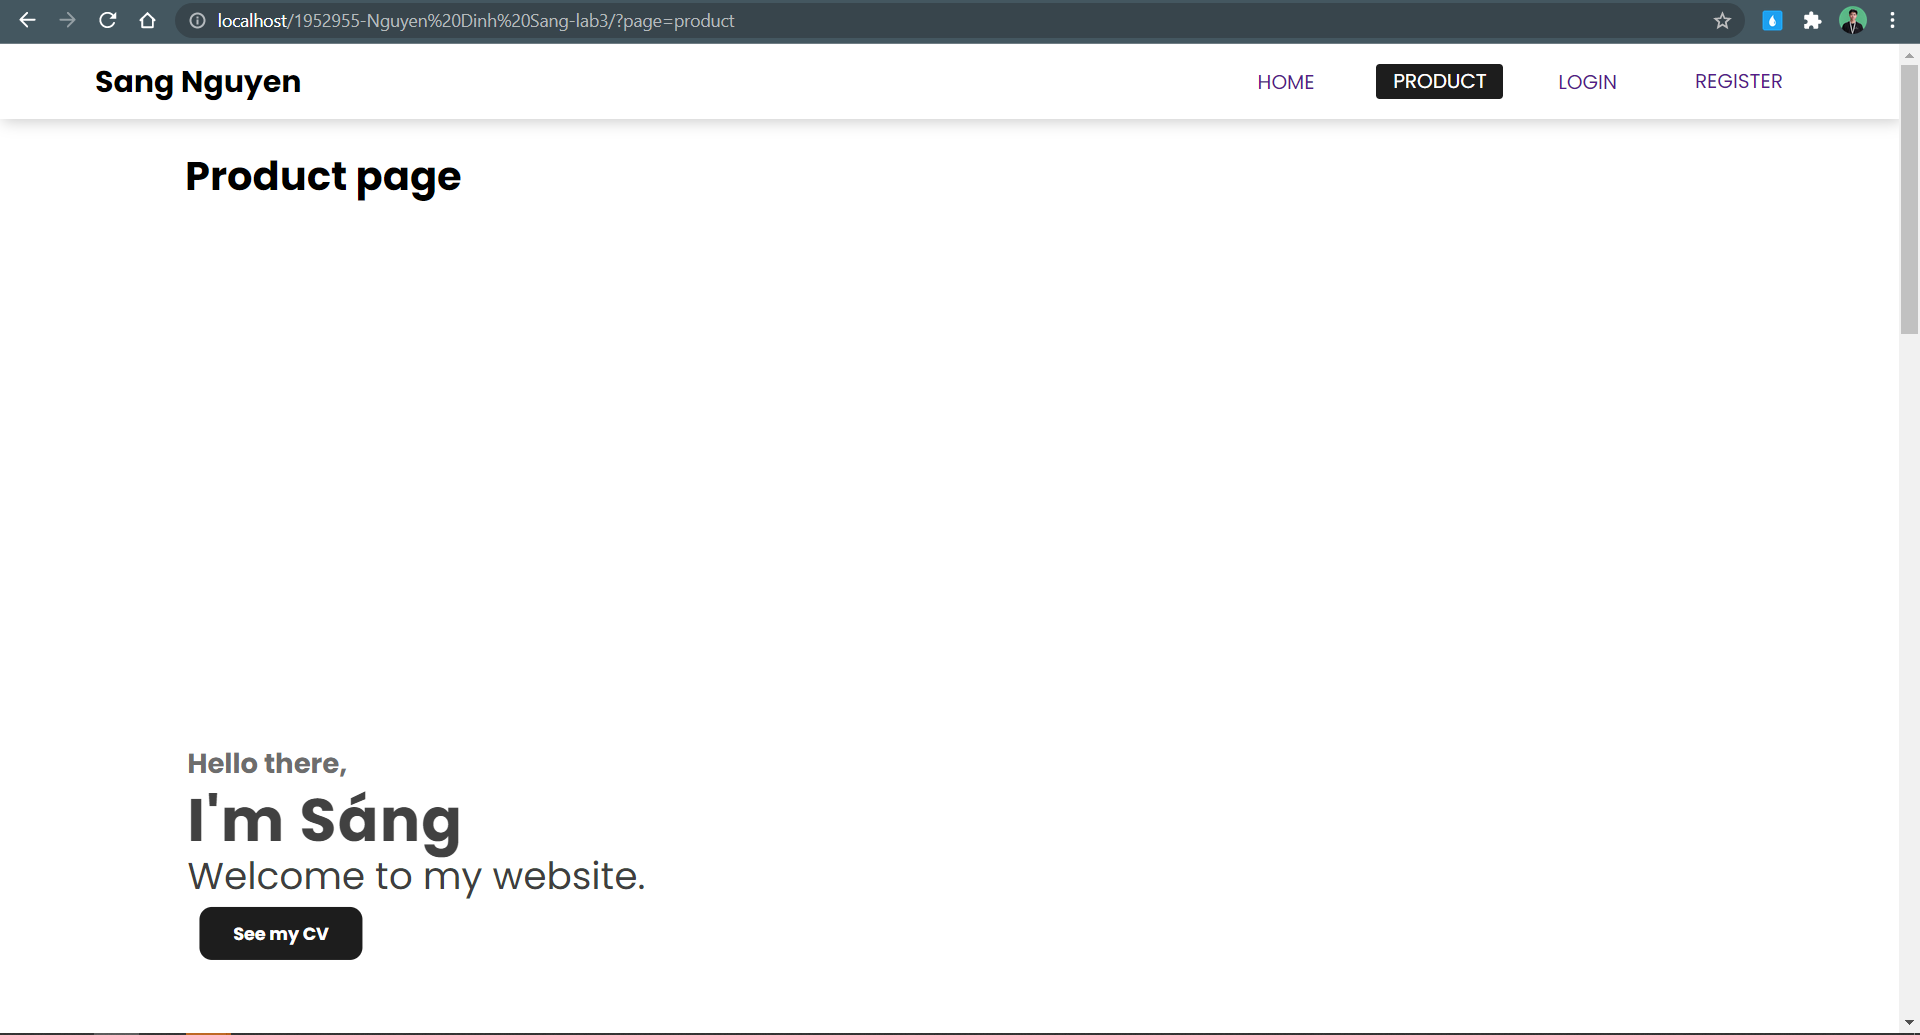 localhost/1952955-Nguyen%20Dinh%20Sang-lab3/?page=product
Sang Nguyen
HOME PRODUCT LOGIN REGISTER
Product page
Hello there,
I'm Sáng
Welcome to my website.
See my CV